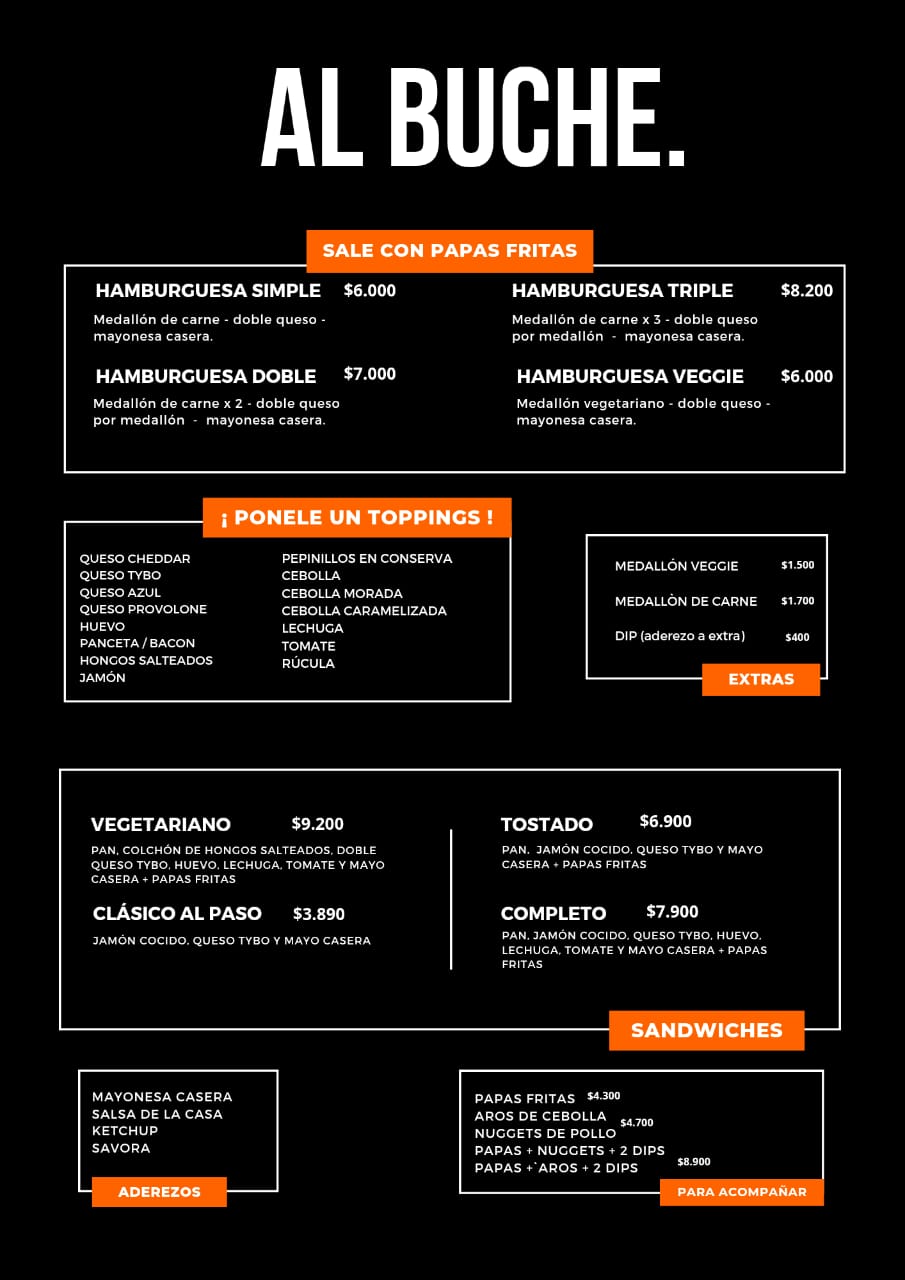 AL BUCHE.
SALE CON PAPAS FRITAS
HAMBURGUESA SIMPLE $6.000
Medallón de carne - doble queso -
mayonesa casera.
HAMBURGUESA DOBLE $7.000
Medallón de carne x 2 - doble queso
por medallón - mayonesa casera.
HAMBURGUESA TRIPLE $8.200
Medallón de carne x 3 - doble queso
por medallón - mayonesa casera.
HAMBURGUESA VEGGIE $6.000
Medallón vegetariano - doble queso -
mayonesa casera.
¡ PONELE UN TOPPINGS !
QUESO CHEDDAR
QUESO TYBO
QUESO AZUL
QUESO PROVOLONE
HUEVO
PANCETA / BACON
HONGOS SALTEADOS
JAMÓN
PEPINILLOS EN CONSERVA
CEBOLLA
CEBOLLA MORADA
CEBOLLA CARAMELIZADA
LECHUGA
TOMATE
RÚCULA
MEDALLÓN VEGGIE $1.500
MEDALLÒN DE CARNE $1.700
DIP (aderezo a extra) $400
EXTRAS
VEGETARIANO $9.200
PAN, COLCHÓN DE HONGOS SALTEADOS, DOBLE
QUESO TYBO, HUEVO, LECHUGA, TOMATE Y MAYO
CASERA + PAPAS FRITAS
CLÁSICO AL PASO $3.890
JAMÓN COCIDO, QUESO TYBO Y MAYO CASERA
TOSTADO $6.900
PAN, JAMÓN COCIDO, QUESO TYBO Y MAYO
CASERA + PAPAS FRITAS
COMPLETO $7.900
PAN, JAMÓN COCIDO, QUESO TYBO, HUEVO,
LECHUGA, TOMATE Y MAYO CASERA + PAPAS
FRITAS
SANDWICHES
MAYONESA CASERA
SALSA DE LA CASA
KETCHUP
SAVORA
ADEREZOS
PAPAS FRITAS $4.300
AROS DE CEBOLLA
$4.700
NUGGETS DE POLLO
PAPAS + NUGGETS + 2 DIPS
$8.900
PAPAS +`AROS + 2 DIPS
PARA ACOMPAÑAR